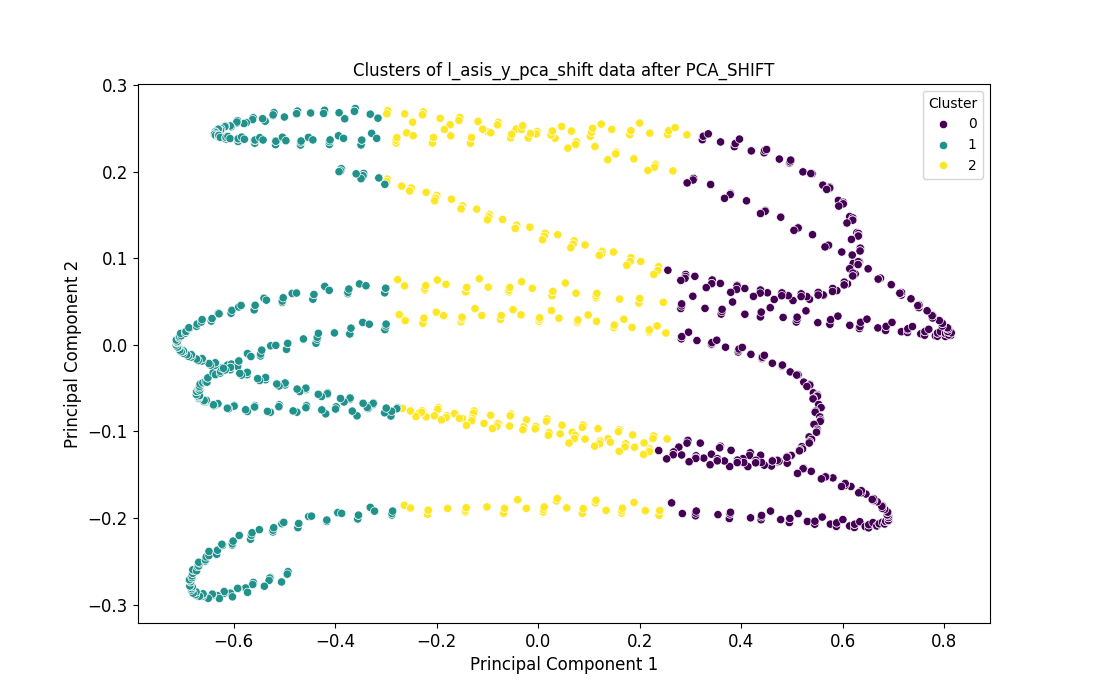 Clusters of l_asis_y_pca_shift data after PCA_SHIFT
Cluster
0
1
2
0.3
0.2
0.1
0.0
−0.1
−0.2
−0.3
Principal Component 2
−0.6 −0.4 −0.2 0.0 0.2 0.4 0.6 0.8
Principal Component 1